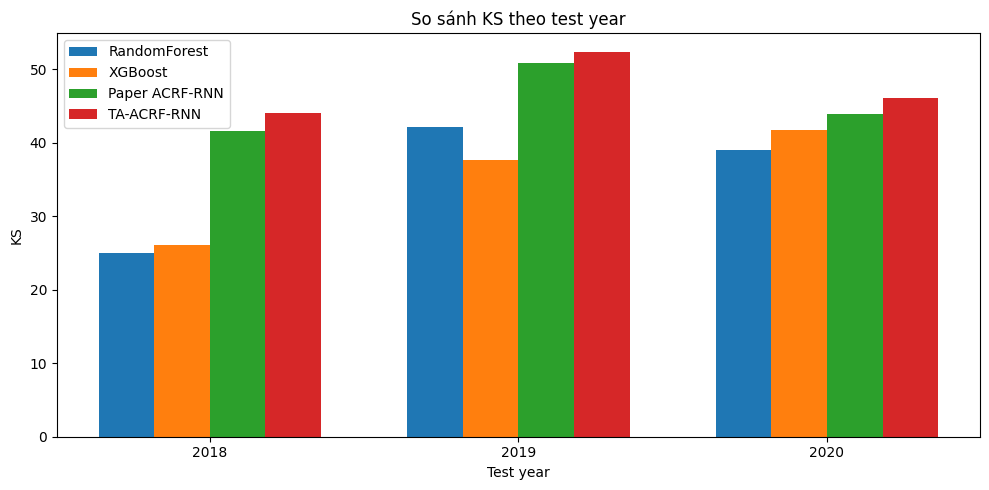 So sánh KS theo test year
RandomForest
XGBoost
Paper ACRF-RNN
TA-ACRF-RNN
KS
50
40
30
20
10
0
2018
2019
2020
Test year